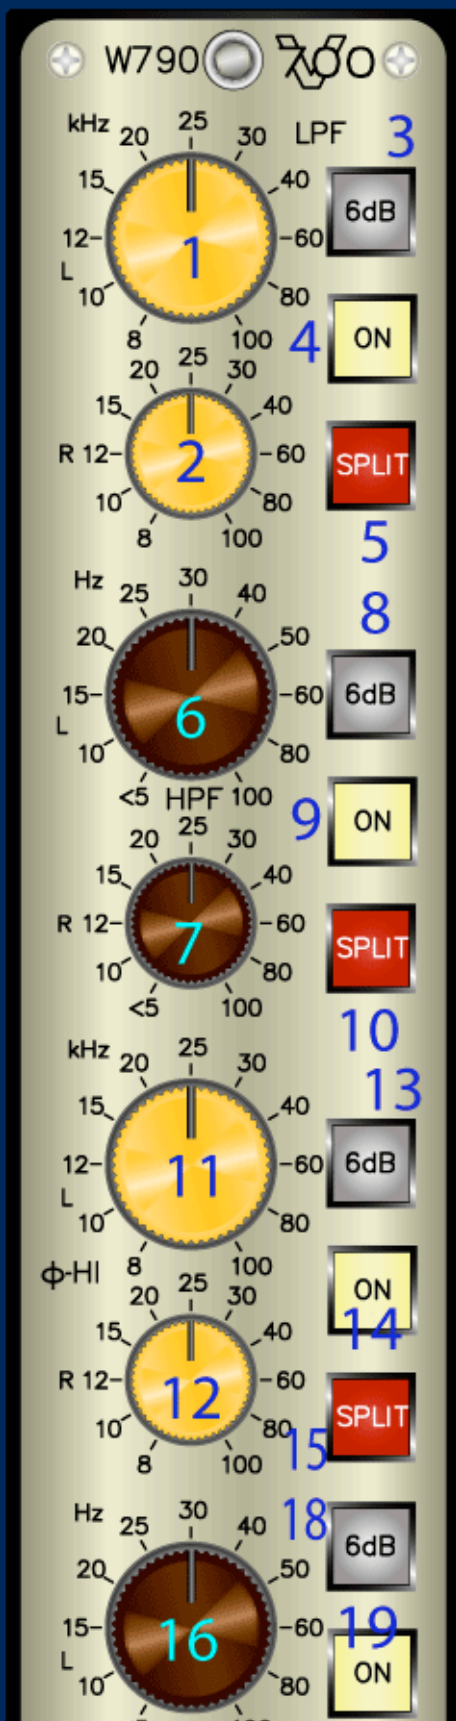 W790 700
kHz 20 25 30 LPF 3
15 40 6dB
12 1 60
L
10 80
8 100 4 ON
25
20 30
15 40
R 12 2 60 SPLIT
10 80
8 100 5
Hz 30 8
25 40
20 50
15 6 60 6dB
L
10 80
<5 HPF 100 9 ON
25
20 30
15 40
R 12 7 60 SPLIT
10 80
<5 100 10
kHz 20 25 30 13
15 40
12 11 60 6dB
L
10 80
ɸ-HI 8 100 ON
25 14
20 30
15 40
R 12 12 60 SPLIT
10 80 15
8 100
Hz 30 18
25 40 6dB
20 50
15 16 60 19
L ON
10 80